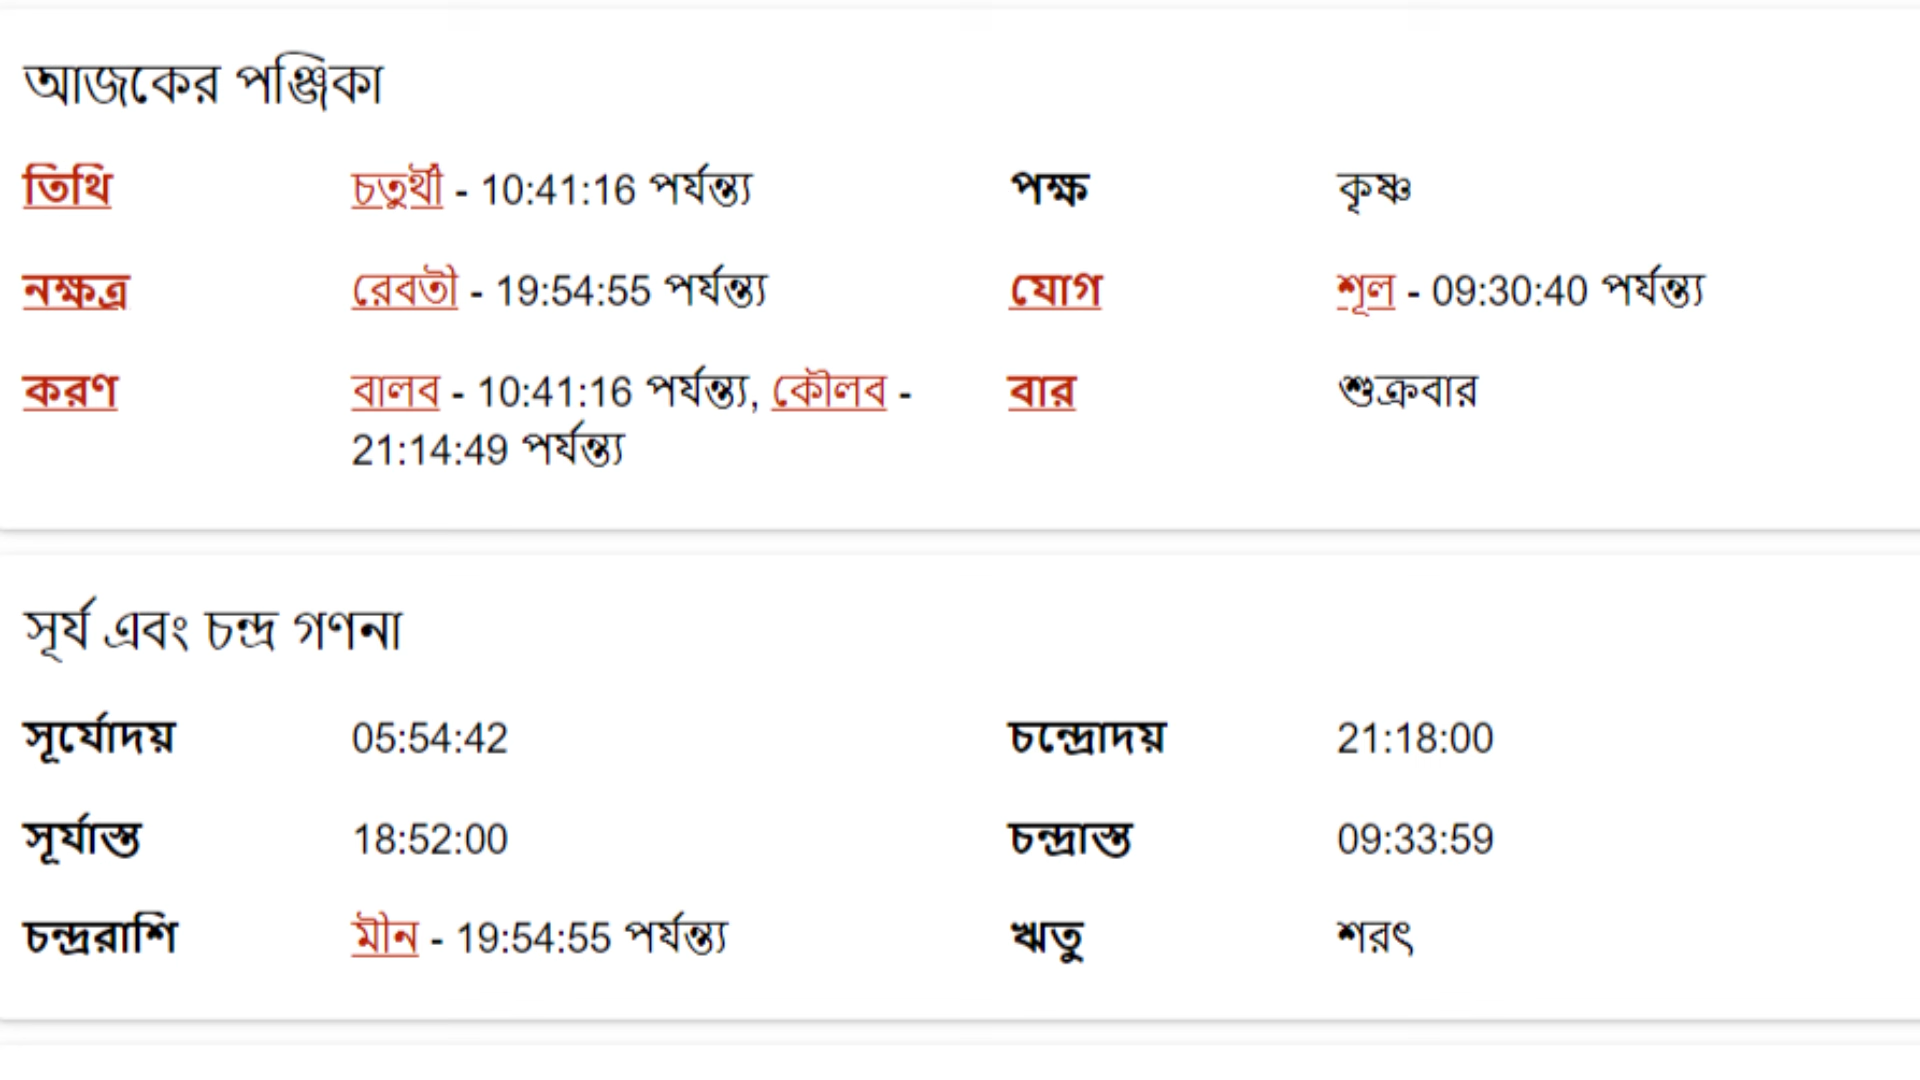 আজকের পঞ্জিকা
তিথি চতুর্থী - 10:41:16 পর্যন্ত্য পক্ষ কৃষ্ণ
নক্ষত্র রেবতী - 19:54:55 পর্যন্ত্য যোগ শূল - 09:30:40 পর্যন্ত্য
করণ বালব - 10:41:16 পর্যন্ত্য, কৌলব - বার শুক্রবার
21:14:49 পর্যন্ত্য
সূর্য এবং চন্দ্র গণনা
সূর্যোদয় 05:54:42 চন্দ্রোদয় 21:18:00
সূর্যাস্ত 18:52:00 চন্দ্রাস্ত 09:33:59
চন্দ্ররাশি মীন - 19:54:55 পর্যন্ত্য ঋতু শরৎ